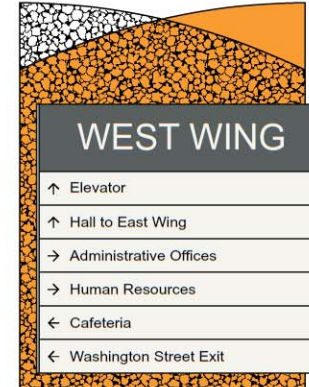 WEST WING
↑ Elevator
↑ Hall to East Wing
→ Administrative Offices
→ Human Resources
← Cafeteria
← Washington Street Exit